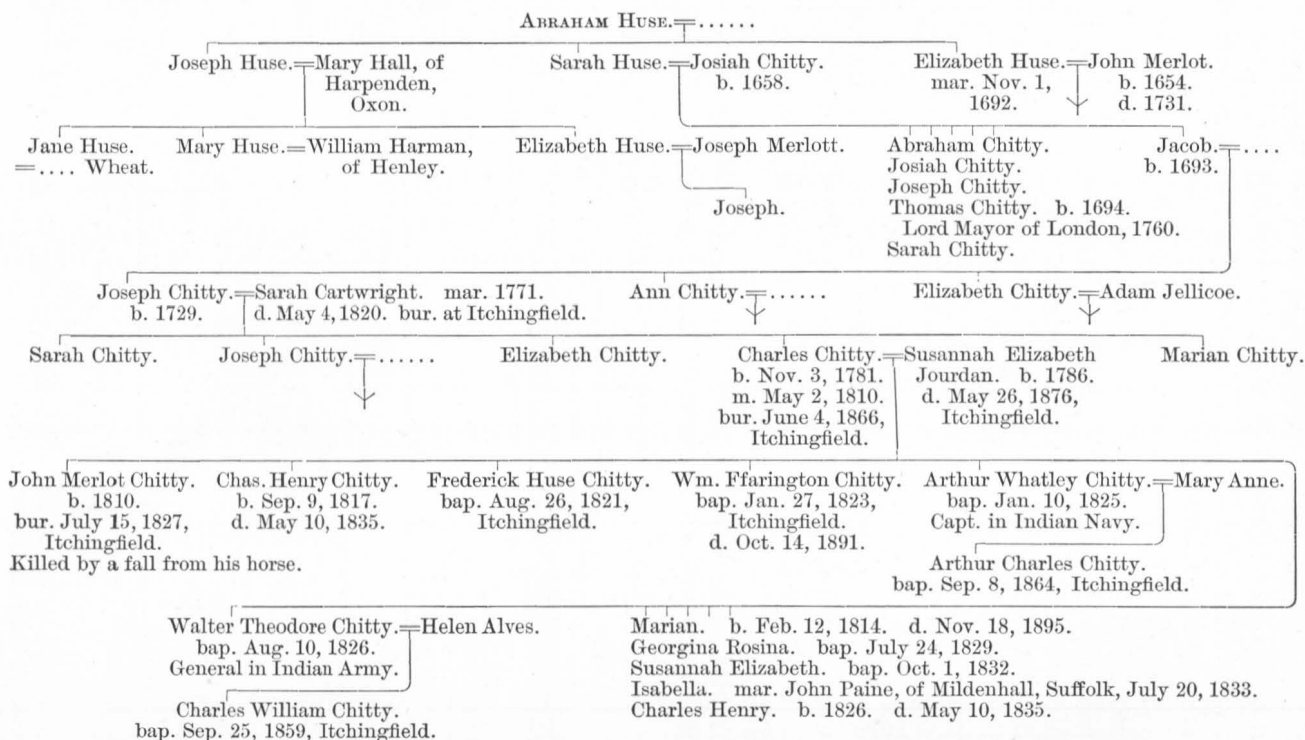 ABRAHAM HUSE.=......
Joseph Huse.=Mary Hall, of
Harpenden,
Oxon.
Sarah Huse.=Josiah Chitty.
b. 1658.
Elizabeth Huse.=John Merlot.
mar. Nov. 1, b. 1654.
1692. d. 1731.
Jane Huse.
=.... Wheat.
Mary Huse.=William Harman,
of Henley.
Elizabeth Huse.=Joseph Merlott.
Joseph.
Abraham Chitty.
Josiah Chitty.
Joseph Chitty.
Thomas Chitty. b. 1694.
Lord Mayor of London, 1760.
Sarah Chitty.
Jacob.=....
b. 1693.
Joseph Chitty.=Sarah Cartwright. mar. 1771.
b. 1729. d. May 4, 1820. bur. at Itchingfield.
Ann Chitty.=......
Elizabeth Chitty.=Adam Jellicoe.
Sarah Chitty.
Joseph Chitty.=......
Elizabeth Chitty.
Charles Chitty.=Susannah Elizabeth
b. Nov. 3, 1781. Jourdan. b. 1786.
m. May 2, 1810. d. May 26, 1876,
bur. June 4, 1866, Itchingfield.
Itchingfield.
Marian Chitty.
John Merlot Chitty.
b. 1810.
bur. July 15, 1827,
Itchingfield.
Killed by a fall from his horse.
Chas. Henry Chitty.
b. Sep. 9, 1817.
d. May 10, 1835.
Frederick Huse Chitty.
bap. Aug. 26, 1821,
Itchingfield.
Wm. Ffarington Chitty.
bap. Jan. 27, 1823,
Itchingfield.
d. Oct. 14, 1891.
Arthur Whatley Chitty.=Mary Anne.
bap. Jan. 10, 1825.
Capt. in Indian Navy.
Arthur Charles Chitty.
bap. Sep. 8, 1864, Itchingfield.
Walter Theodore Chitty.=Helen Alves.
bap. Aug. 10, 1826.
General in Indian Army.
Charles William Chitty.
bap. Sep. 25, 1859, Itchingfield.
Marian. b. Feb. 12, 1814. d. Nov. 18, 1895.
Georgina Rosina. bap. July 24, 1829.
Susannah Elizabeth. bap. Oct. 1, 1832.
Isabella. mar. John Paine, of Mildenhall, Suffolk, July 20, 1833.
Charles Henry. b. 1826. d. May 10, 1835.